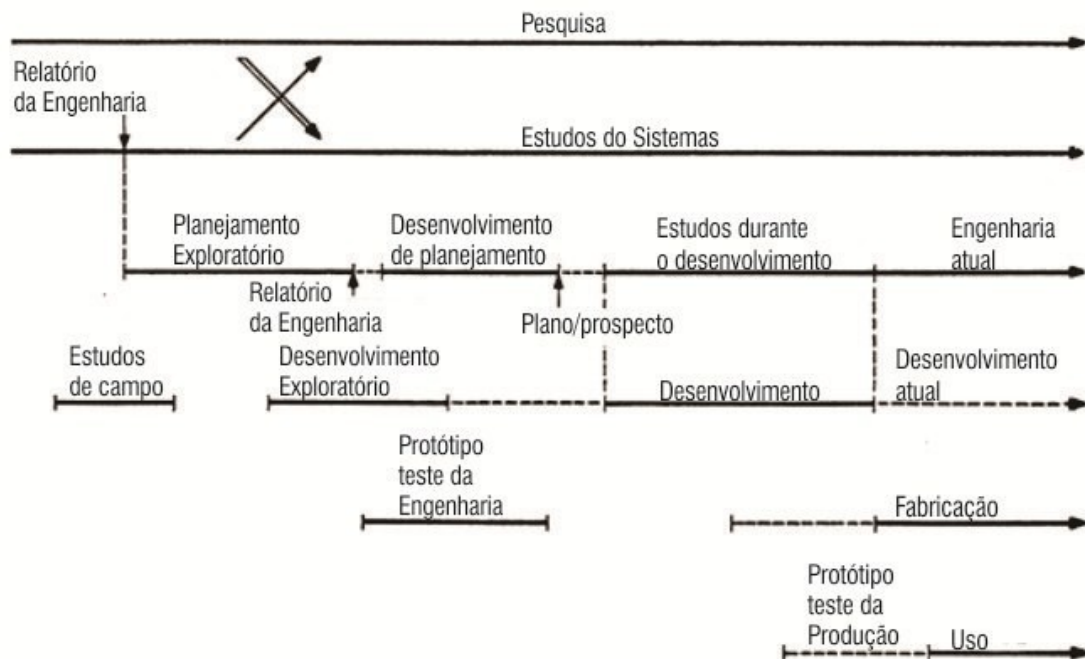 Pesquisa
Relatório
da Engenharia
Estudos do Sistemas
Planejamento
Exploratório
Desenvolvimento
de planejamento
Estudos durante
o desenvolvimento
Engenharia
atual
Relatório
da Engenharia
Plano/prospecto
Estudos
de campo
Desenvolvimento
Exploratório
Desenvolvimento
Desenvolvimento
atual
Protótipo
teste da
Engenharia
Fabricação
Protótipo
teste da
Produção
Uso